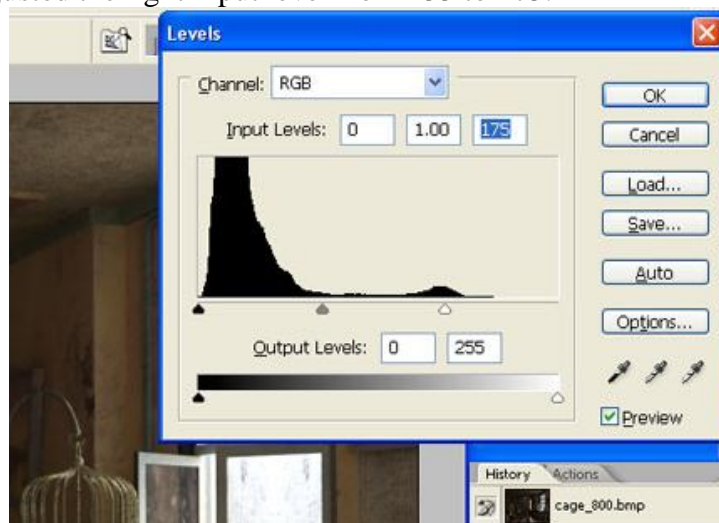 Levels
Channel: RGB
Input Levels: 0 1.00 175
OK
Cancel
Load...
Save...
Auto
Options...
Output Levels: 0 255
Preview
History Actions
cage_800.bmp